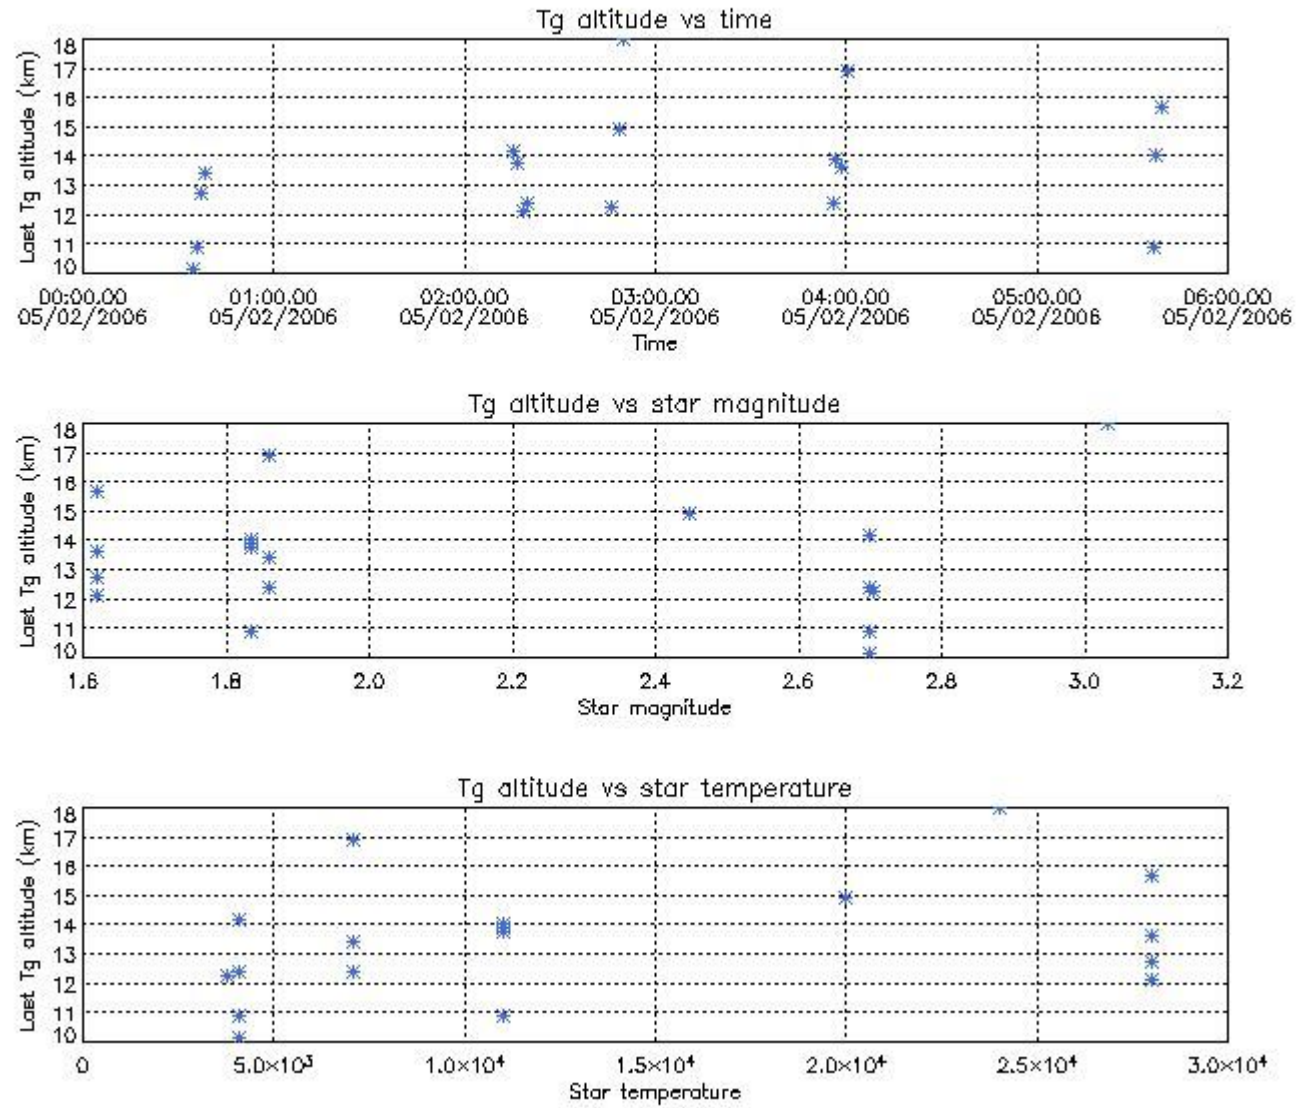 Tg altitude vs time
Last Tg altitude (km)
18
17
16
15
14
13
12
11
10
00:00.00 01:00.00 02:00.00 03:00.00 04:00.00 05:00.00 06:00.00
05/02/2006 05/02/2006 05/02/2006 05/02/2006 05/02/2006 05/02/2006 05/02/2006
Time
Tg altitude vs star magnitude
Last Tg altitude (km)
18
17
16
15
14
13
12
11
10
1.6 1.8 2.0 2.2 2.4 2.6 2.8 3.0 3.2
Star magnitude
Tg altitude vs star temperature
Last Tg altitude (km)
18
17
16
15
14
13
12
11
10
0 5.0×10³ 1.0×10⁴ 1.5×10⁴ 2.0×10⁴ 2.5×10⁴ 3.0×10⁴
Star temperature